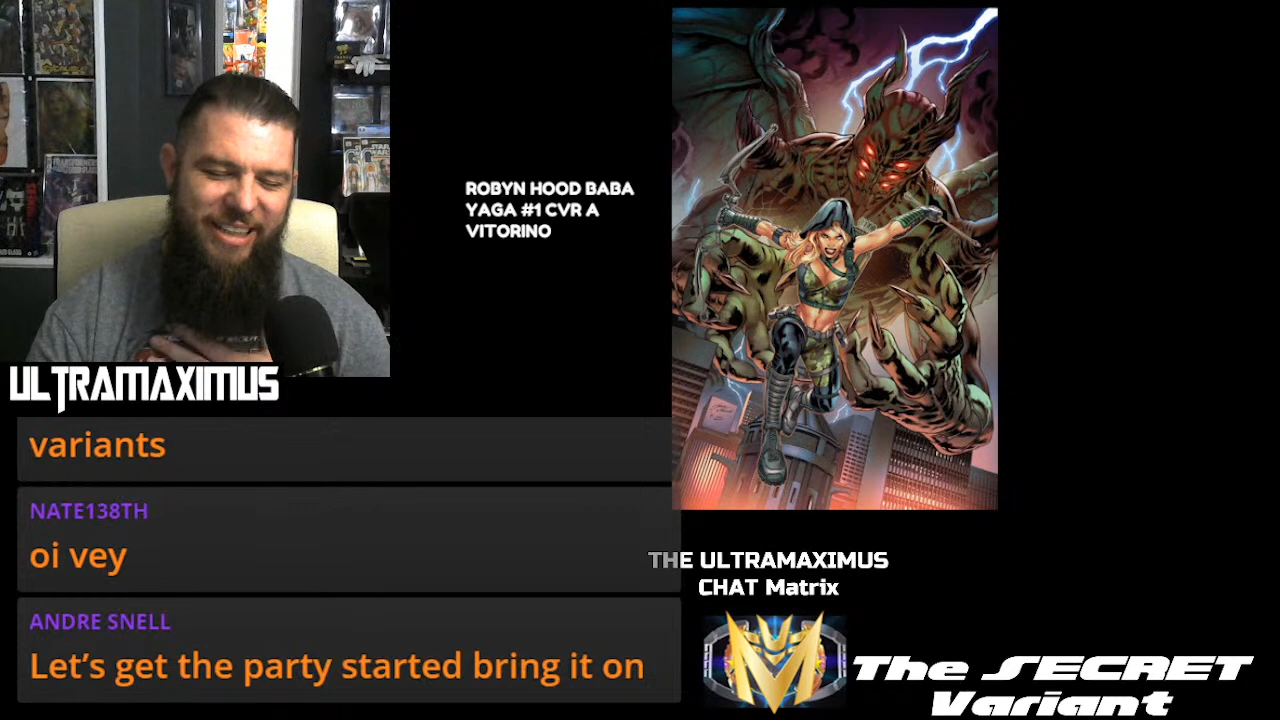 ROBYN HOOD BABA
YAGA #1 CVR A
VITORINO
ULTRAMAXIMUS
variants
NATE138TH
oi vey
ANDRE SNELL
Let's get the party started bring it on
THE ULTRAMAXIMUS
CHAT Matrix
The SECRET
Variant